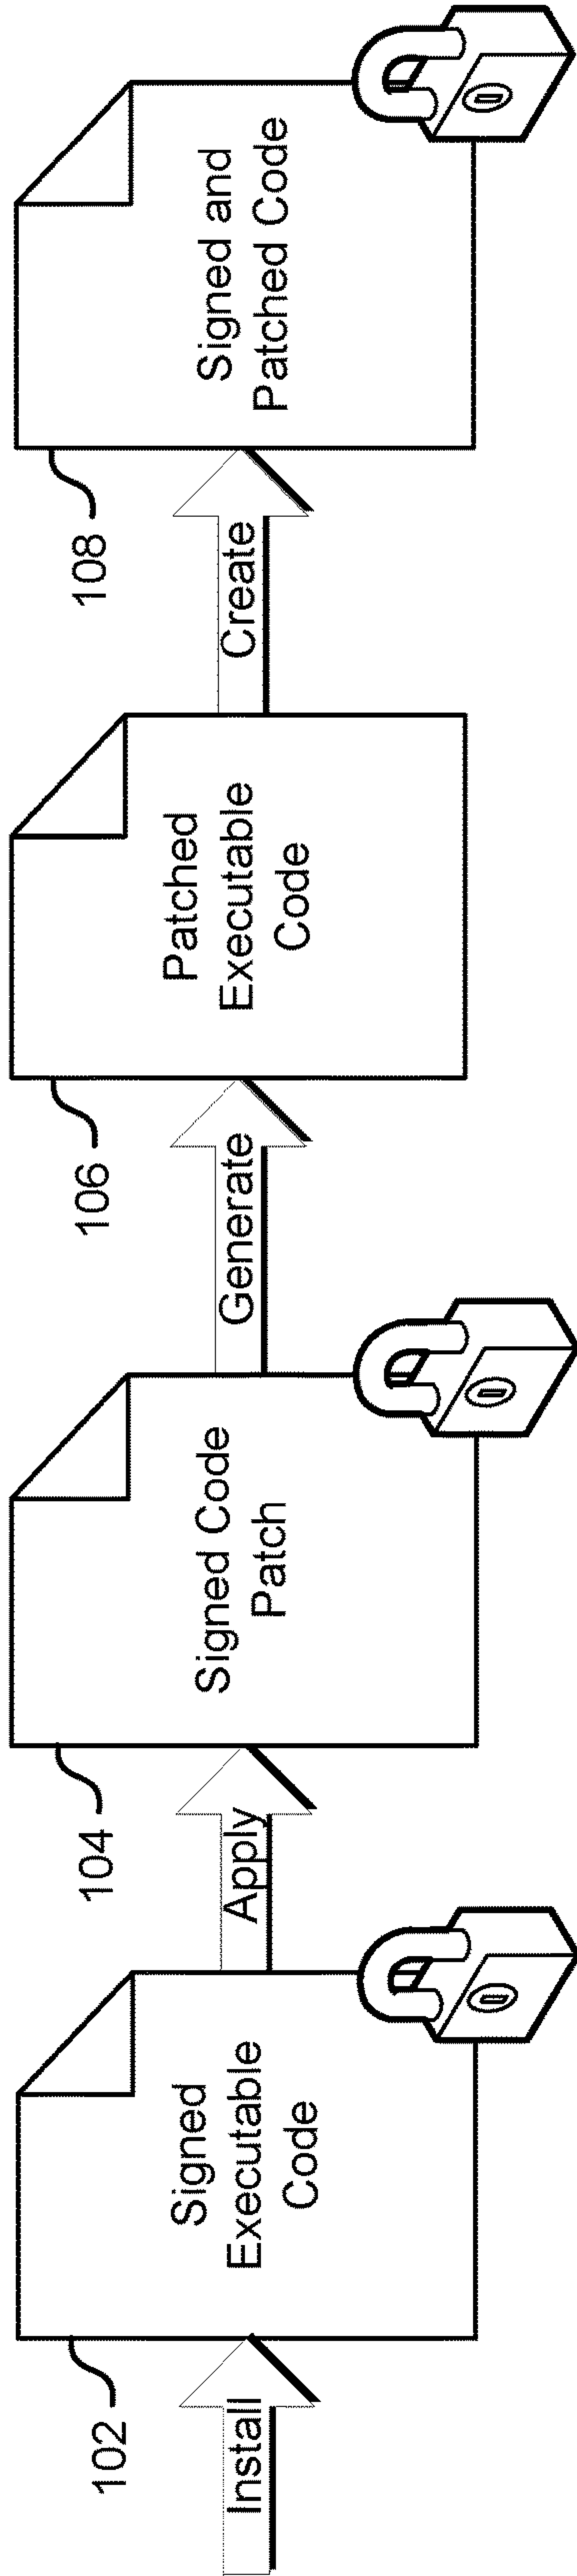 Install
102
Signed
Executable
Code
Apply
104
Signed Code
Patch
Generate
106
Patched
Executable
Code
Create
108
Signed and
Patched Code